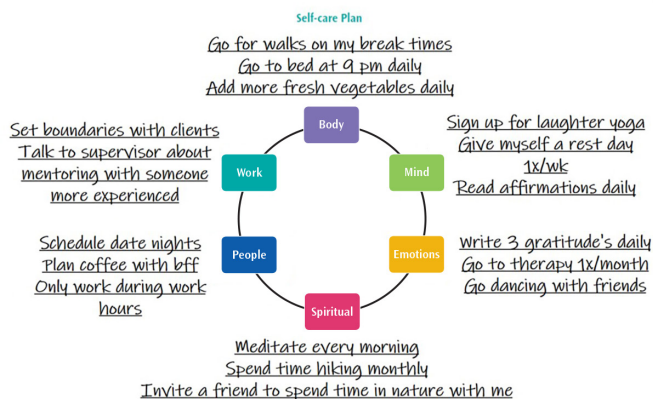 Self-care Plan
Go for walks on my break times
Go to bed at 9 pm daily
Add more fresh vegetables daily
Body
Set boundaries with clients
Talk to supervisor about
mentoring with someone
more experienced
Work
Mind
Sign up for laughter yoga
Give myself a rest day
1x/wk
Read affirmations daily
Schedule date nights
Plan coffee with bff
Only work during work
hours
People
Emotions
Write 3 gratitude's daily
Go to therapy 1x/month
Go dancing with friends
Spiritual
Meditate every morning
Spend time hiking monthly
Invite a friend to spend time in nature with me